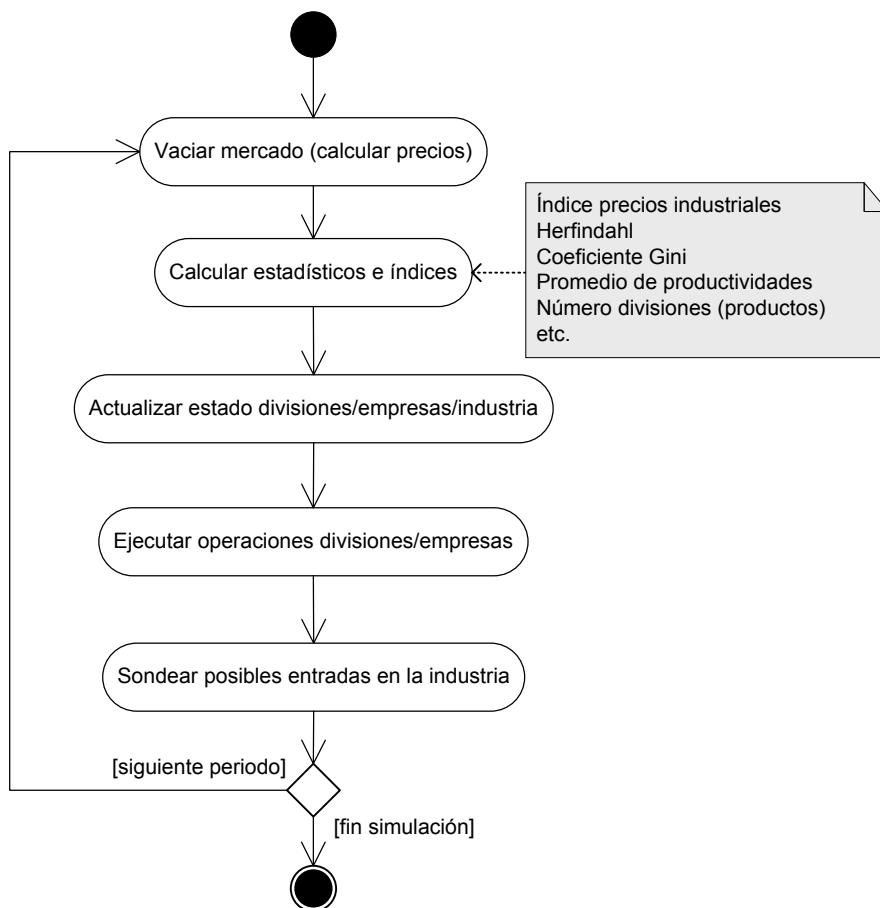 Vaciar mercado (calcular precios)
Índice precios industriales
Herfindahl
Coeficiente Gini
Promedio de productividades
Número divisiones (productos)
etc.
Calcular estadísticos e índices
Actualizar estado divisiones/empresas/industria
Ejecutar operaciones divisiones/empresas
Sondear posibles entradas en la industria
[siguiente periodo]
[fin simulación]